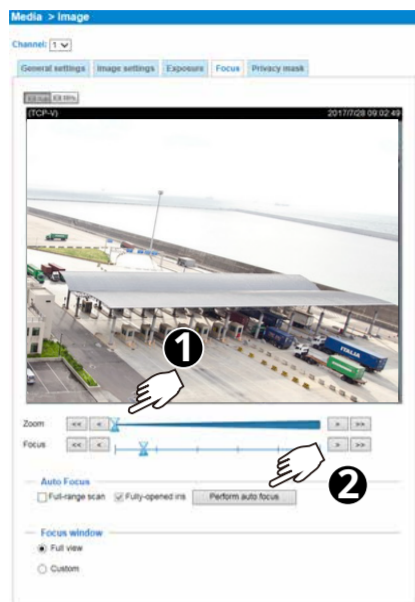 Media > Image
Channel: 1
General settings Image settings Exposure Focus Privacy mask
(TCP-V) 2017/7/28 09:02:49
ITALIA
1
Zoom << < > >>
Focus << < > >>
2
Auto Focus
Full-range scan Fully-opened iris Perform auto focus
Focus window
Full view
Custom